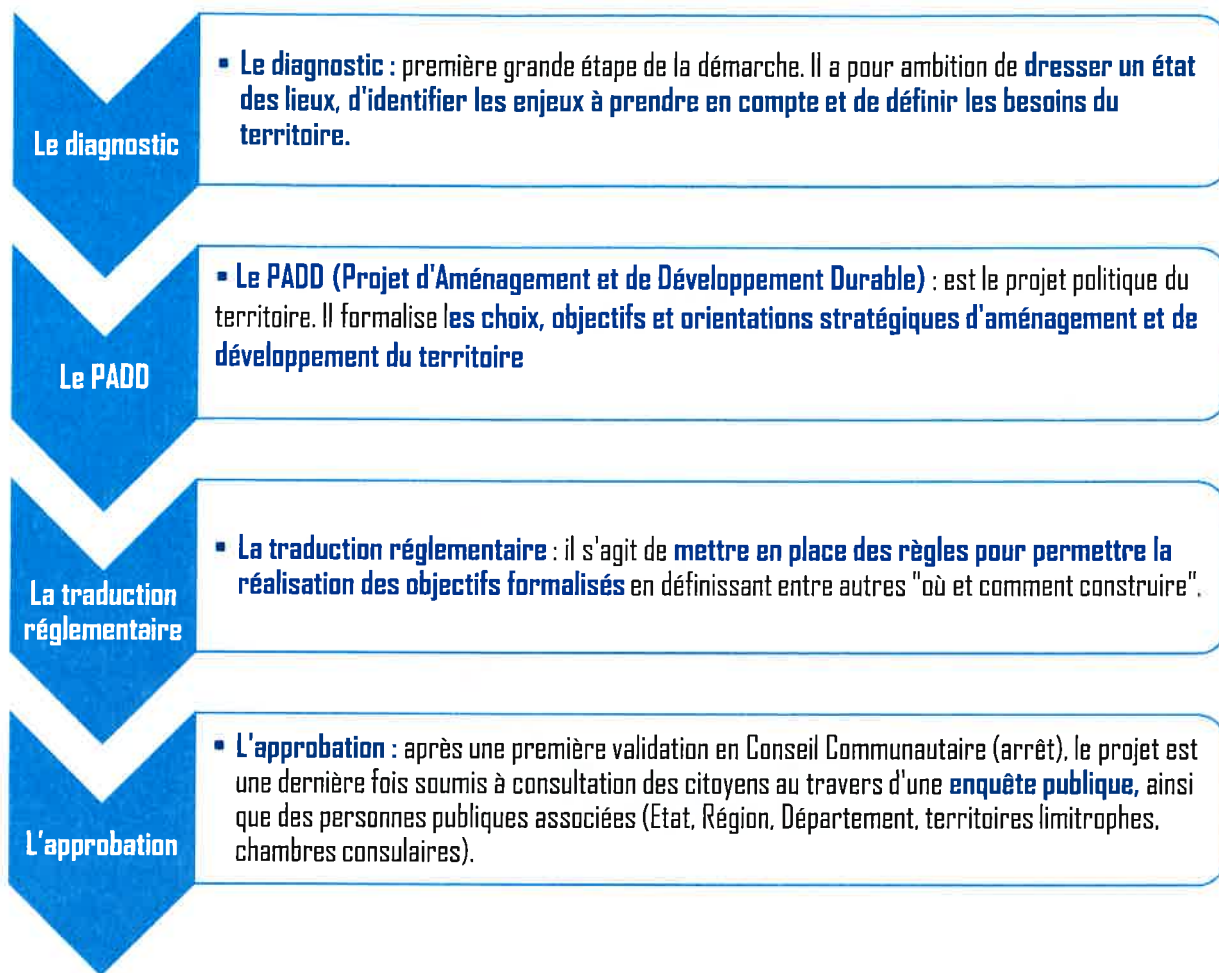 Le diagnostic
▪ Le diagnostic : première grande étape de la démarche. Il a pour ambition de dresser un état
des lieux, d'identifier les enjeux à prendre en compte et de définir les besoins du
territoire.
Le PADD
▪ Le PADD (Projet d'Aménagement et de Développement Durable) : est le projet politique du
territoire. Il formalise les choix, objectifs et orientations stratégiques d'aménagement et de
développement du territoire
La traduction
réglementaire
▪ La traduction réglementaire : il s'agit de mettre en place des règles pour permettre la
réalisation des objectifs formalisés en définissant entre autres "où et comment construire".
L'approbation
▪ L'approbation : après une première validation en Conseil Communautaire (arrêt), le projet est
une dernière fois soumis à consultation des citoyens au travers d'une enquête publique, ainsi
que des personnes publiques associées (Etat, Région, Département, territoires limitrophes,
chambres consulaires).